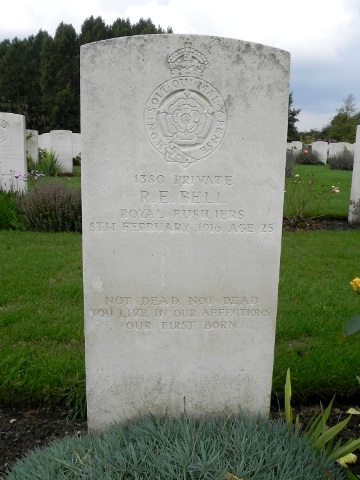 HONI SOIT QUI MAL Y PENSE
1380 PRIVATE
R.E. BELL
ROYAL FUSILIERS
8TH FEBRUARY 1916 AGE 25
NOT DEAD NOT DEAD
YOU LIVE IN OUR AFFECTIONS
OUR FIRST BORN